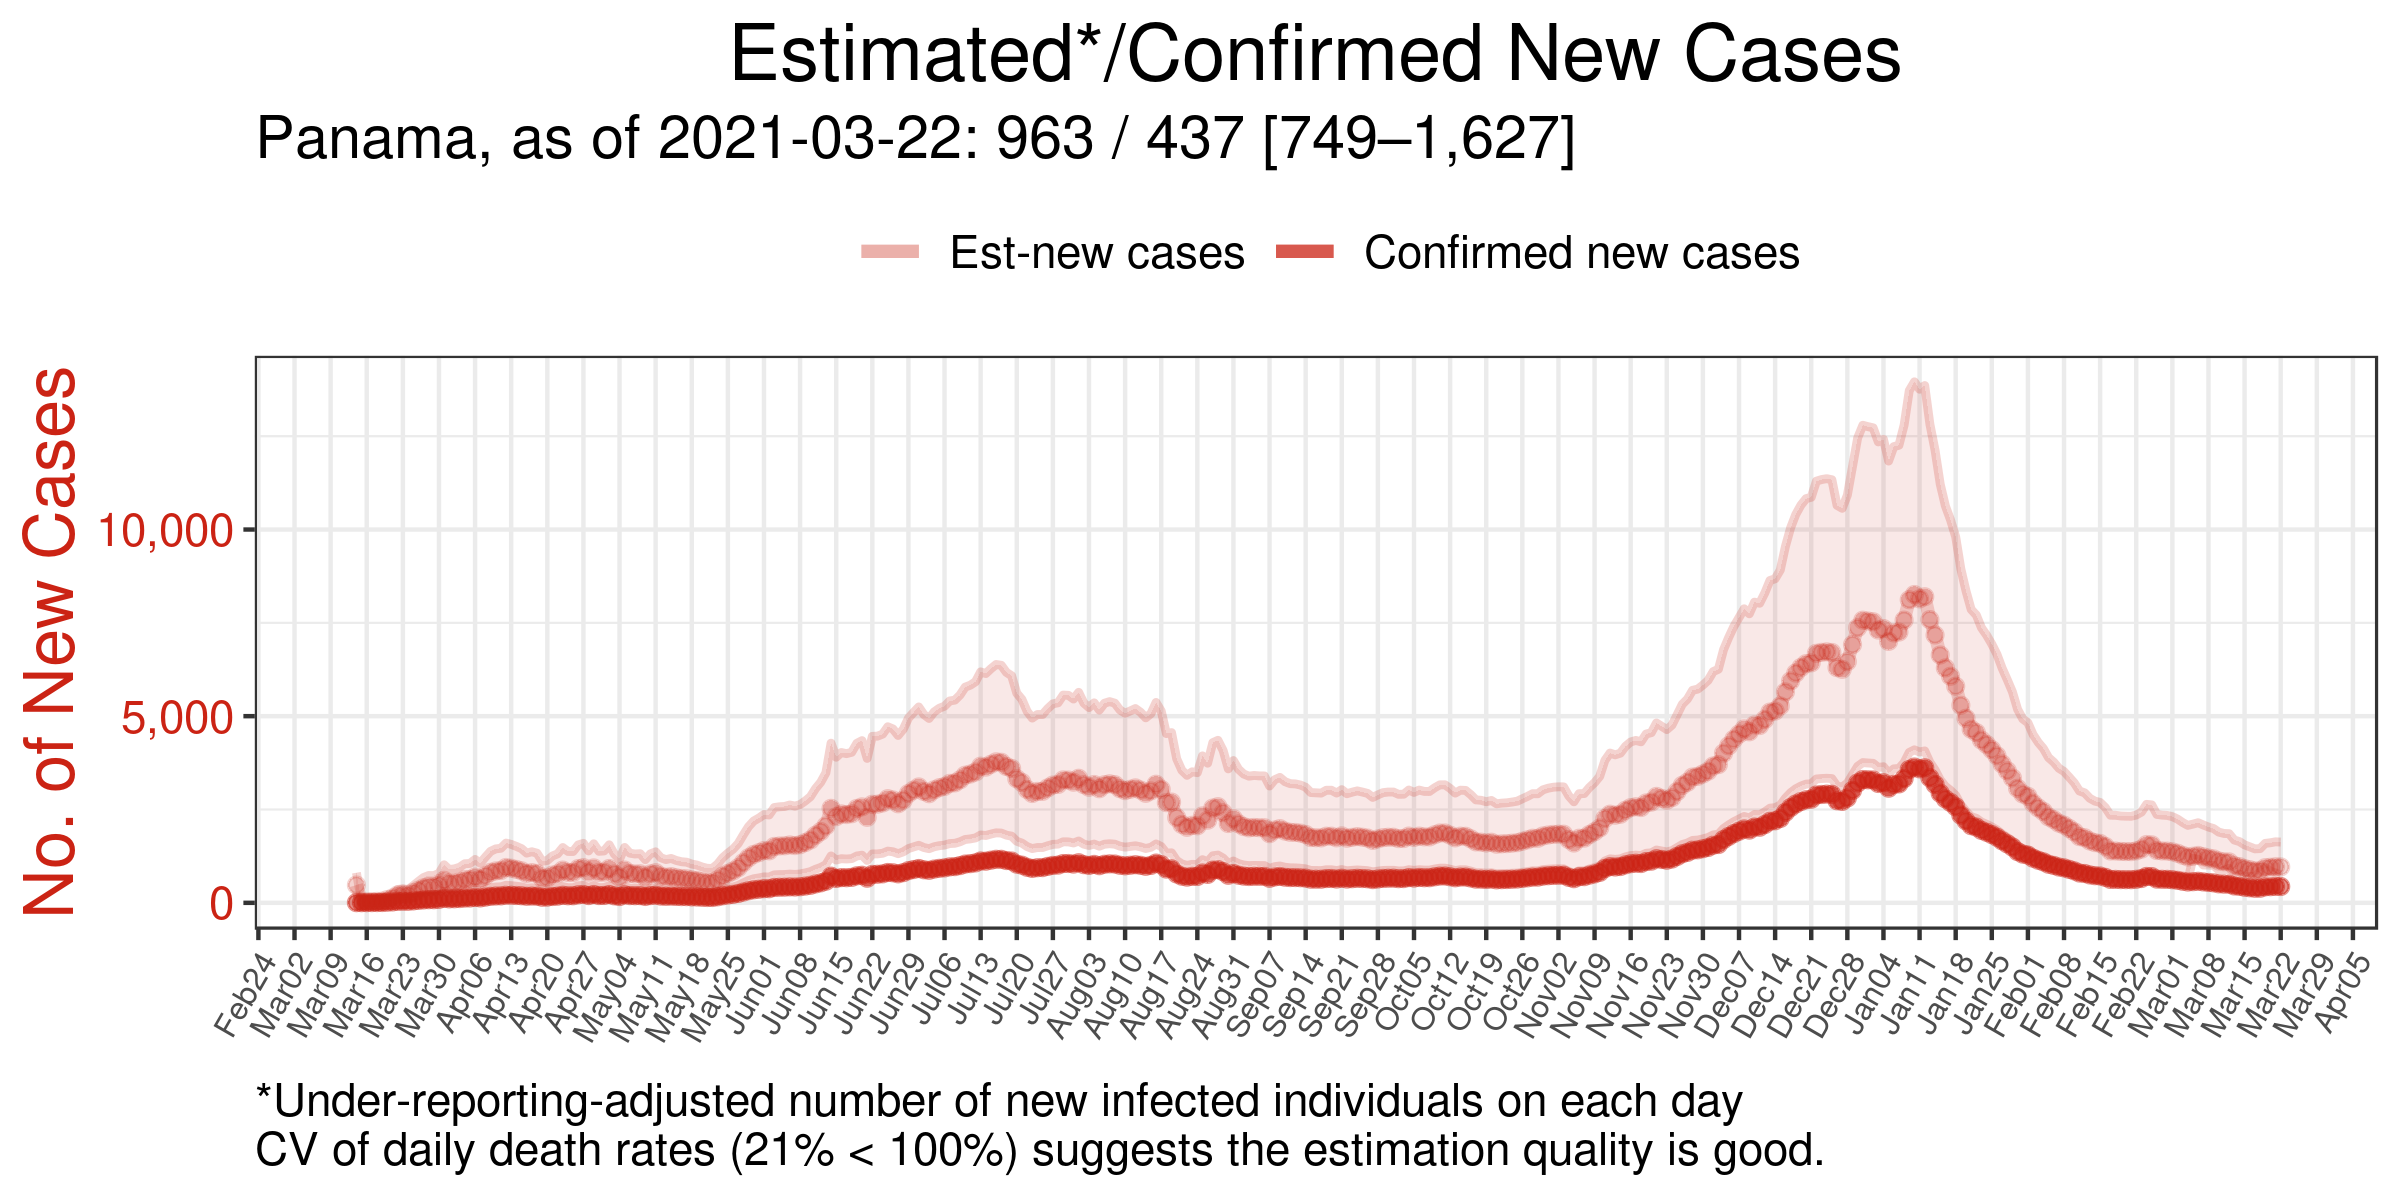 Estimated*/Confirmed New Cases
Panama, as of 2021-03-22: 963 / 437 [749–1,627]
Est-new cases
Confirmed new cases
No. of New Cases
10,000
5,000
0
Feb24
Mar02
Mar09
Mar16
Mar23
Mar30
Apr06
Apr13
Apr20
Apr27
May04
May11
May18
May25
Jun01
Jun08
Jun15
Jun22
Jun29
Jul06
Jul13
Jul20
Jul27
Aug03
Aug10
Aug17
Aug24
Aug31
Sep07
Sep14
Sep21
Sep28
Oct05
Oct12
Oct19
Oct26
Nov02
Nov09
Nov16
Nov23
Nov30
Dec07
Dec14
Dec21
Dec28
Jan04
Jan11
Jan18
Jan25
Feb01
Feb08
Feb15
Feb22
Mar01
Mar08
Mar15
Mar22
Mar29
Apr05
*Under-reporting-adjusted number of new infected individuals on each day
CV of daily death rates (21% < 100%) suggests the estimation quality is good.